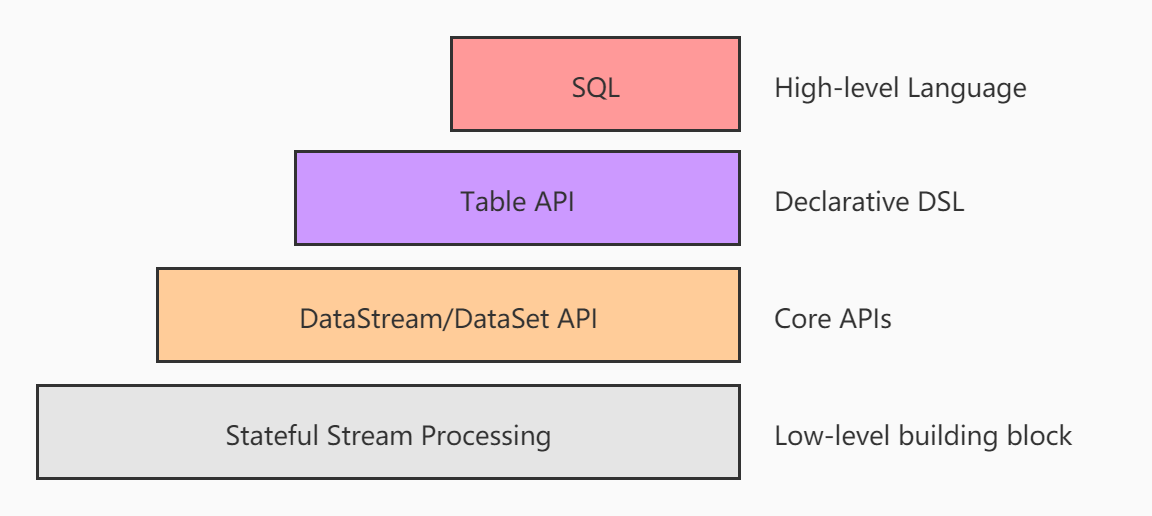 SQL
High-level Language
Table API
Declarative DSL
DataStream/DataSet API
Core APIs
Stateful Stream Processing
Low-level building block